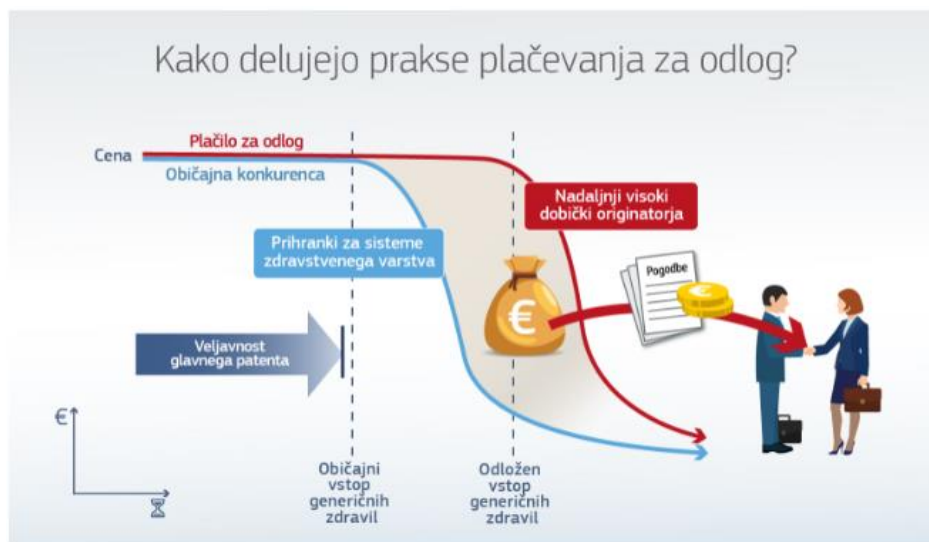 Kako delujejo prakse plačevanja za odlog?
Plačilo za odlog
Cena
Običajna konkurenca
Nadaljnji visoki
dobički originatorja
Prihranki za sisteme
zdravstvenega varstva
Pogodbe
€
€
Veljavnost
glavnega patenta
€
Običajni
vstop
generičnih
zdravil
Odložen
vstop
generičnih
zdravil